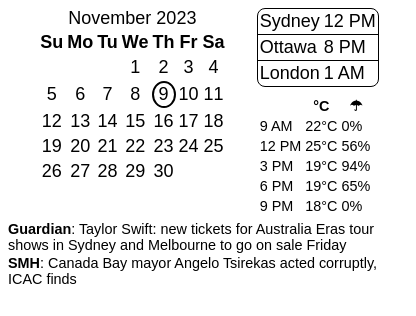 November 2023
Su Mo Tu We Th Fr Sa
1 2 3 4
5 6 7 8 9 10 11
12 13 14 15 16 17 18
19 20 21 22 23 24 25
26 27 28 29 30
Sydney 12 PM
Ottawa 8 PM
London 1 AM
°C ☂
9 AM 22°C 0%
12 PM 25°C 56%
3 PM 19°C 94%
6 PM 19°C 65%
9 PM 18°C 0%
Guardian: Taylor Swift: new tickets for Australia Eras tour
shows in Sydney and Melbourne to go on sale Friday
SMH: Canada Bay mayor Angelo Tsirekas acted corruptly,
ICAC finds